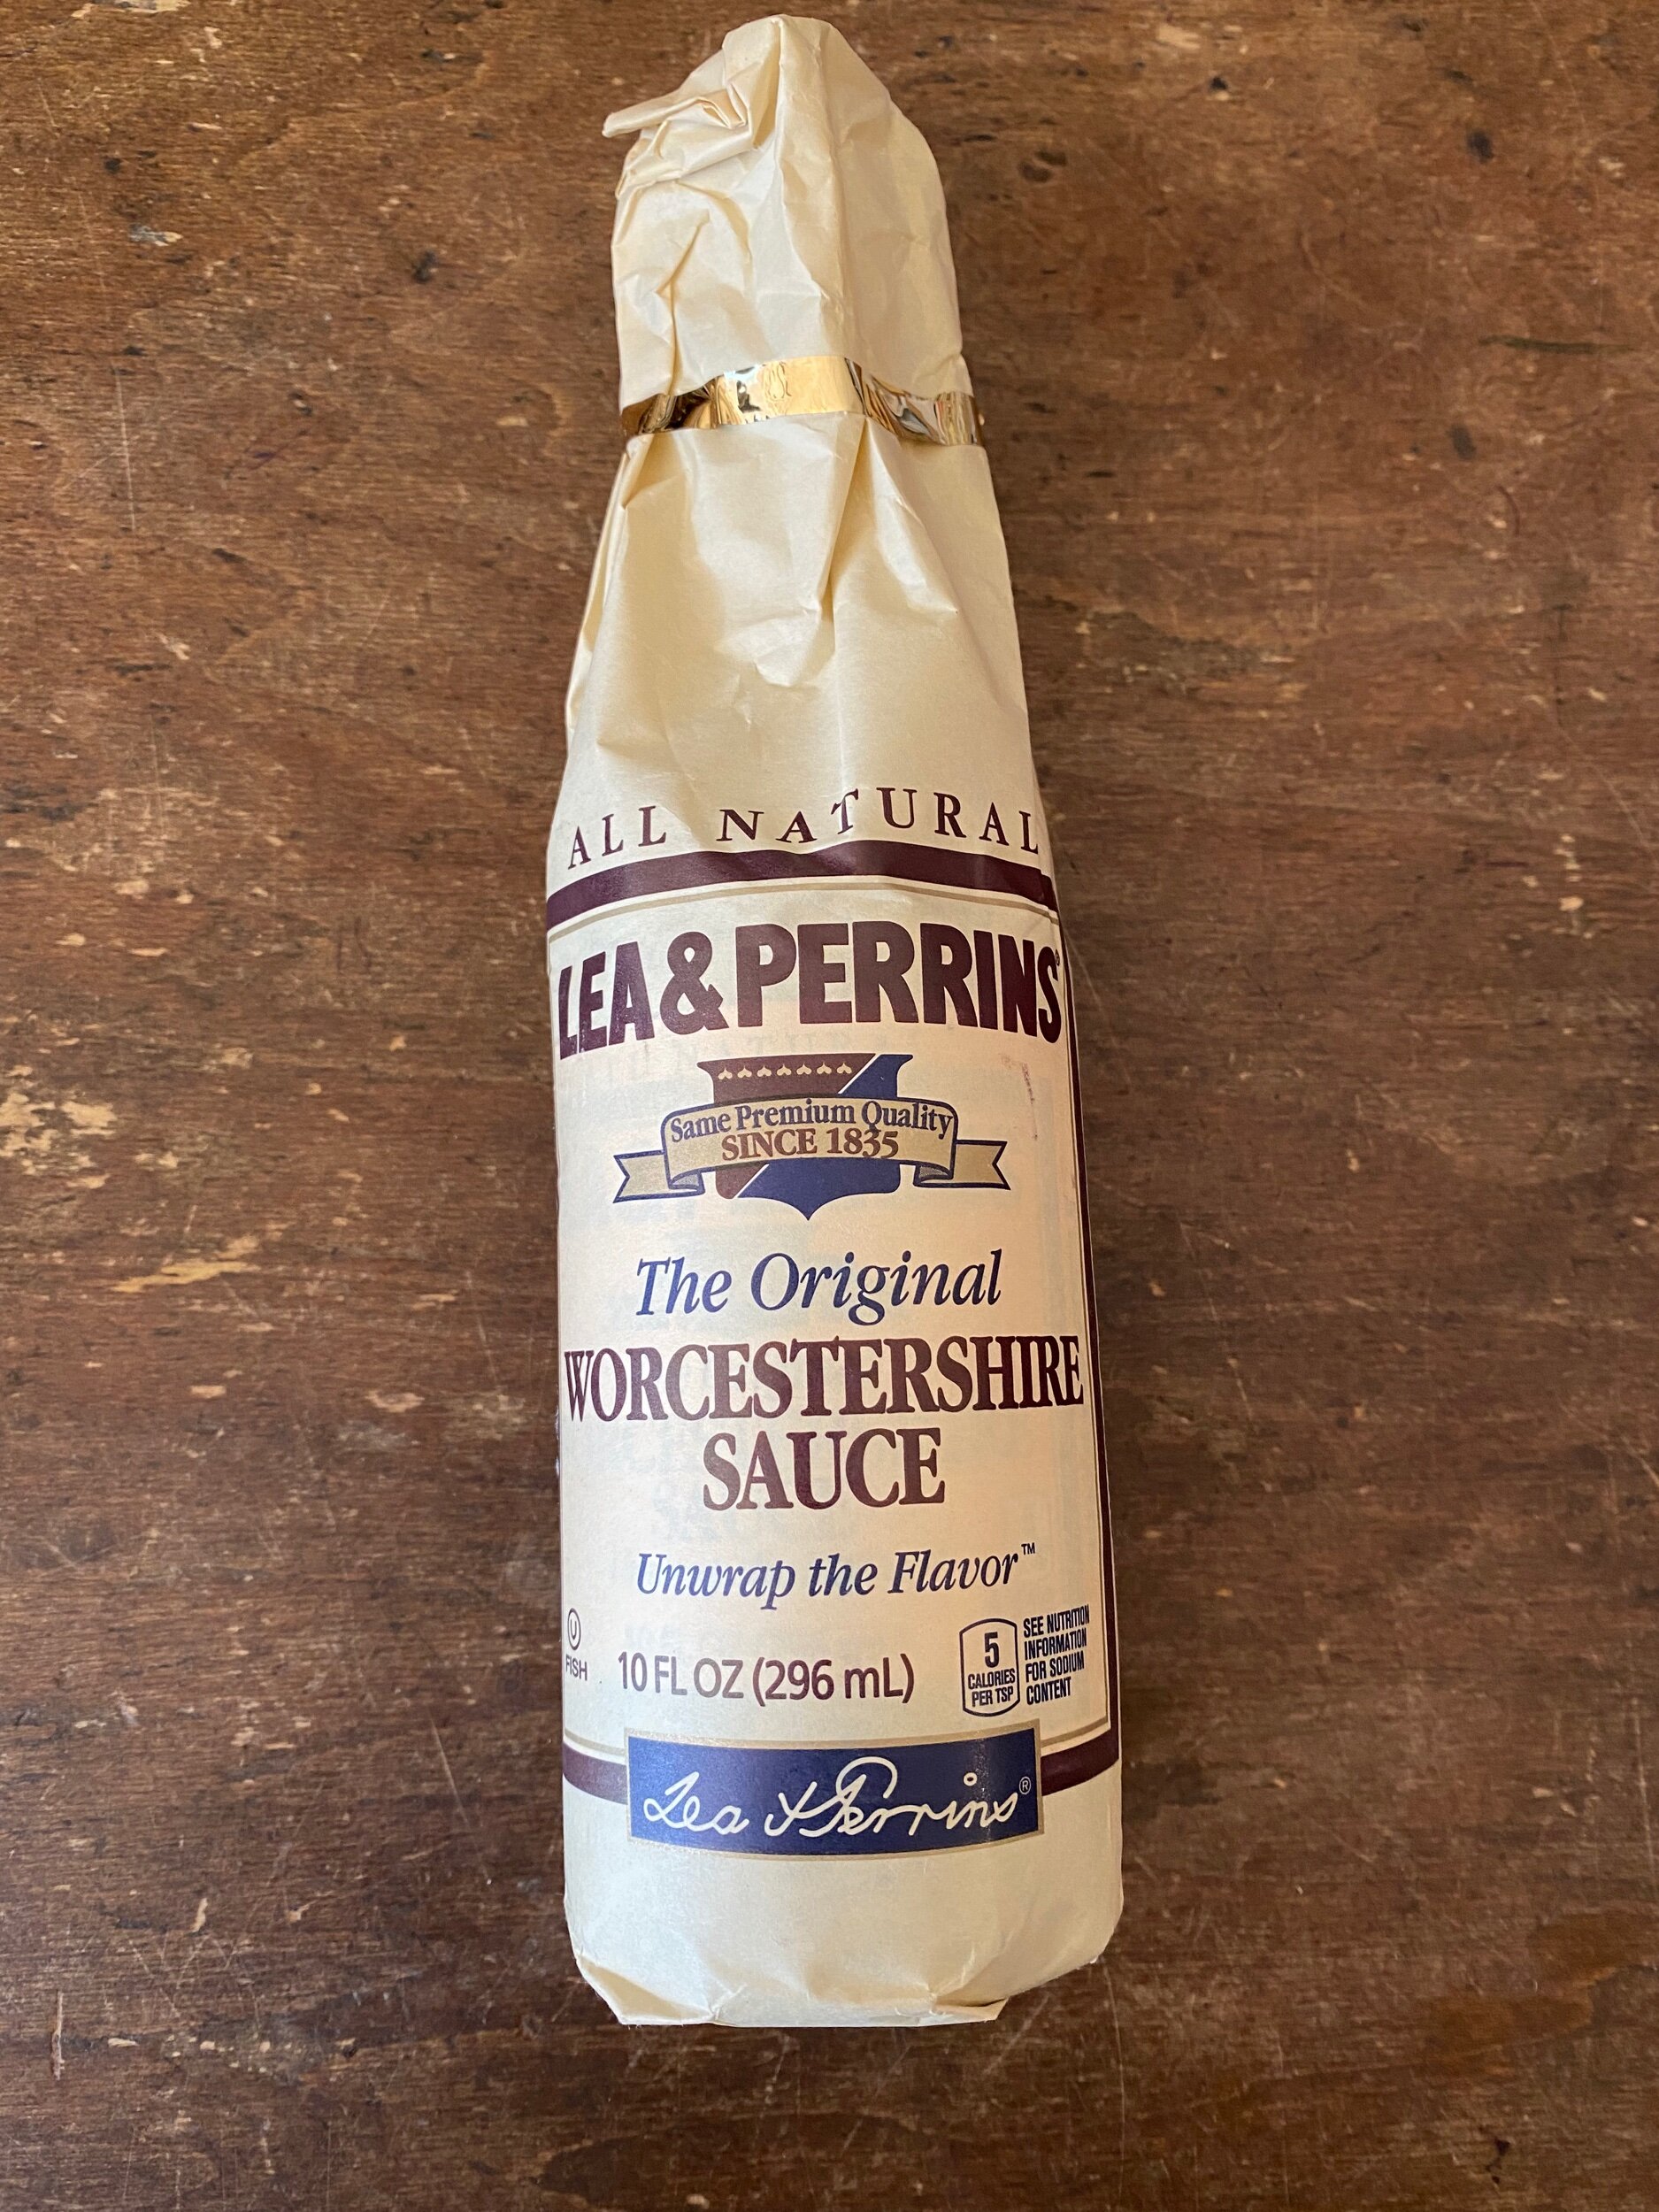 ALL NATURAL
LEA & PERRINS®
Same Premium Quality
SINCE 1835
The Original
WORCESTERSHIRE
SAUCE
Unwrap the Flavor™
U
FISH
10 FL OZ (296 mL)
5
CALORIES
PER TSP
SEE NUTRITION
INFORMATION
FOR SODIUM
CONTENT
Lea & Perrins®